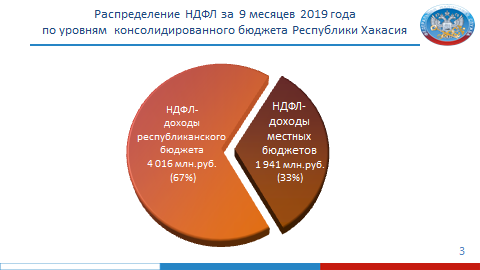 Распределение НДФЛ за 9 месяцев 2019 года
по уровням консолидированного бюджета Республики Хакасия
НДФЛ-
доходы
республиканского
бюджета
4 016 млн.руб.
(67%)
НДФЛ-
доходы
местных
бюджетов
1 941 млн.руб.
(33%)
3